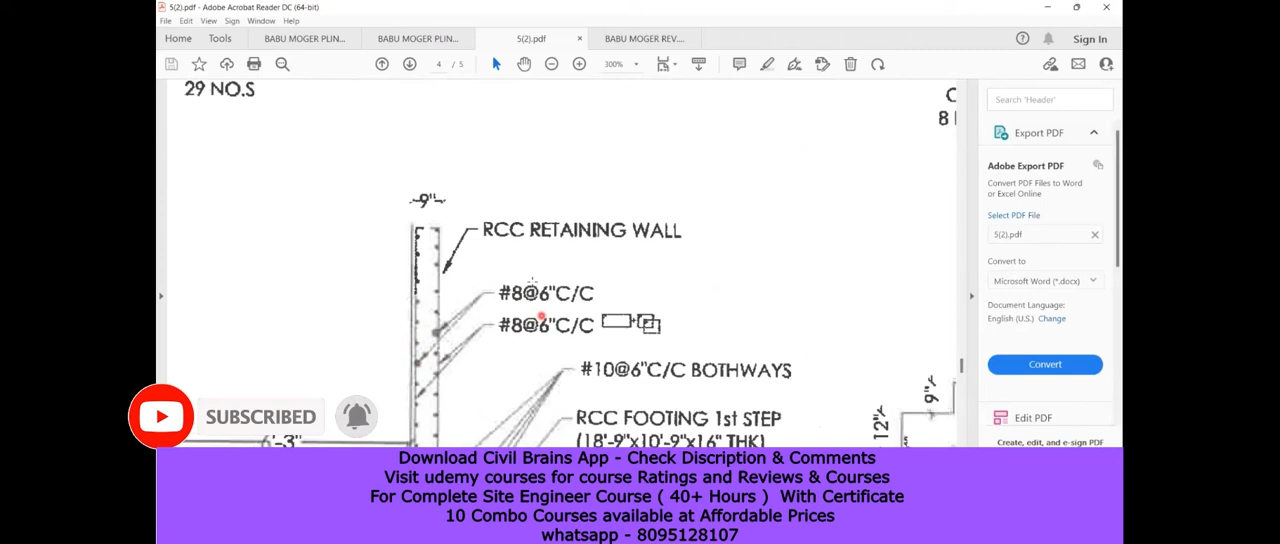 5(2).pdf - Adobe Acrobat Reader DC (64-bit)
File Edit View Sign Window Help
Home Tools BABU MOGER PLIN... BABU MOGER PLIN... 5(2).pdf × BABU MOGER REV.... Sign In
4 / 5 300%
29 NO.S
C
8
9"
RCC RETAINING WALL
#8@6"C/C
#8@6"C/C
#10@6"C/C BOTHWAYS
RCC FOOTING 1st STEP
(18'-9"x10'-9"x16" THK)
6'-3"
12"
9"
Search 'Header'
Export PDF
Adobe Export PDF
Convert PDF Files to Word
or Excel Online
Select PDF File
5(2).pdf
Convert to
Microsoft Word (*.docx)
Document Language:
English (U.S.) Change
Convert
Edit PDF
Create, edit, and e-sign PDF
SUBSCRIBED
Download Civil Brains App - Check Discription & Comments
Visit udemy courses for course Ratings and Reviews & Courses
For Complete Site Engineer Course ( 40+ Hours ) With Certificate
10 Combo Courses available at Affordable Prices
whatsapp - 8095128107